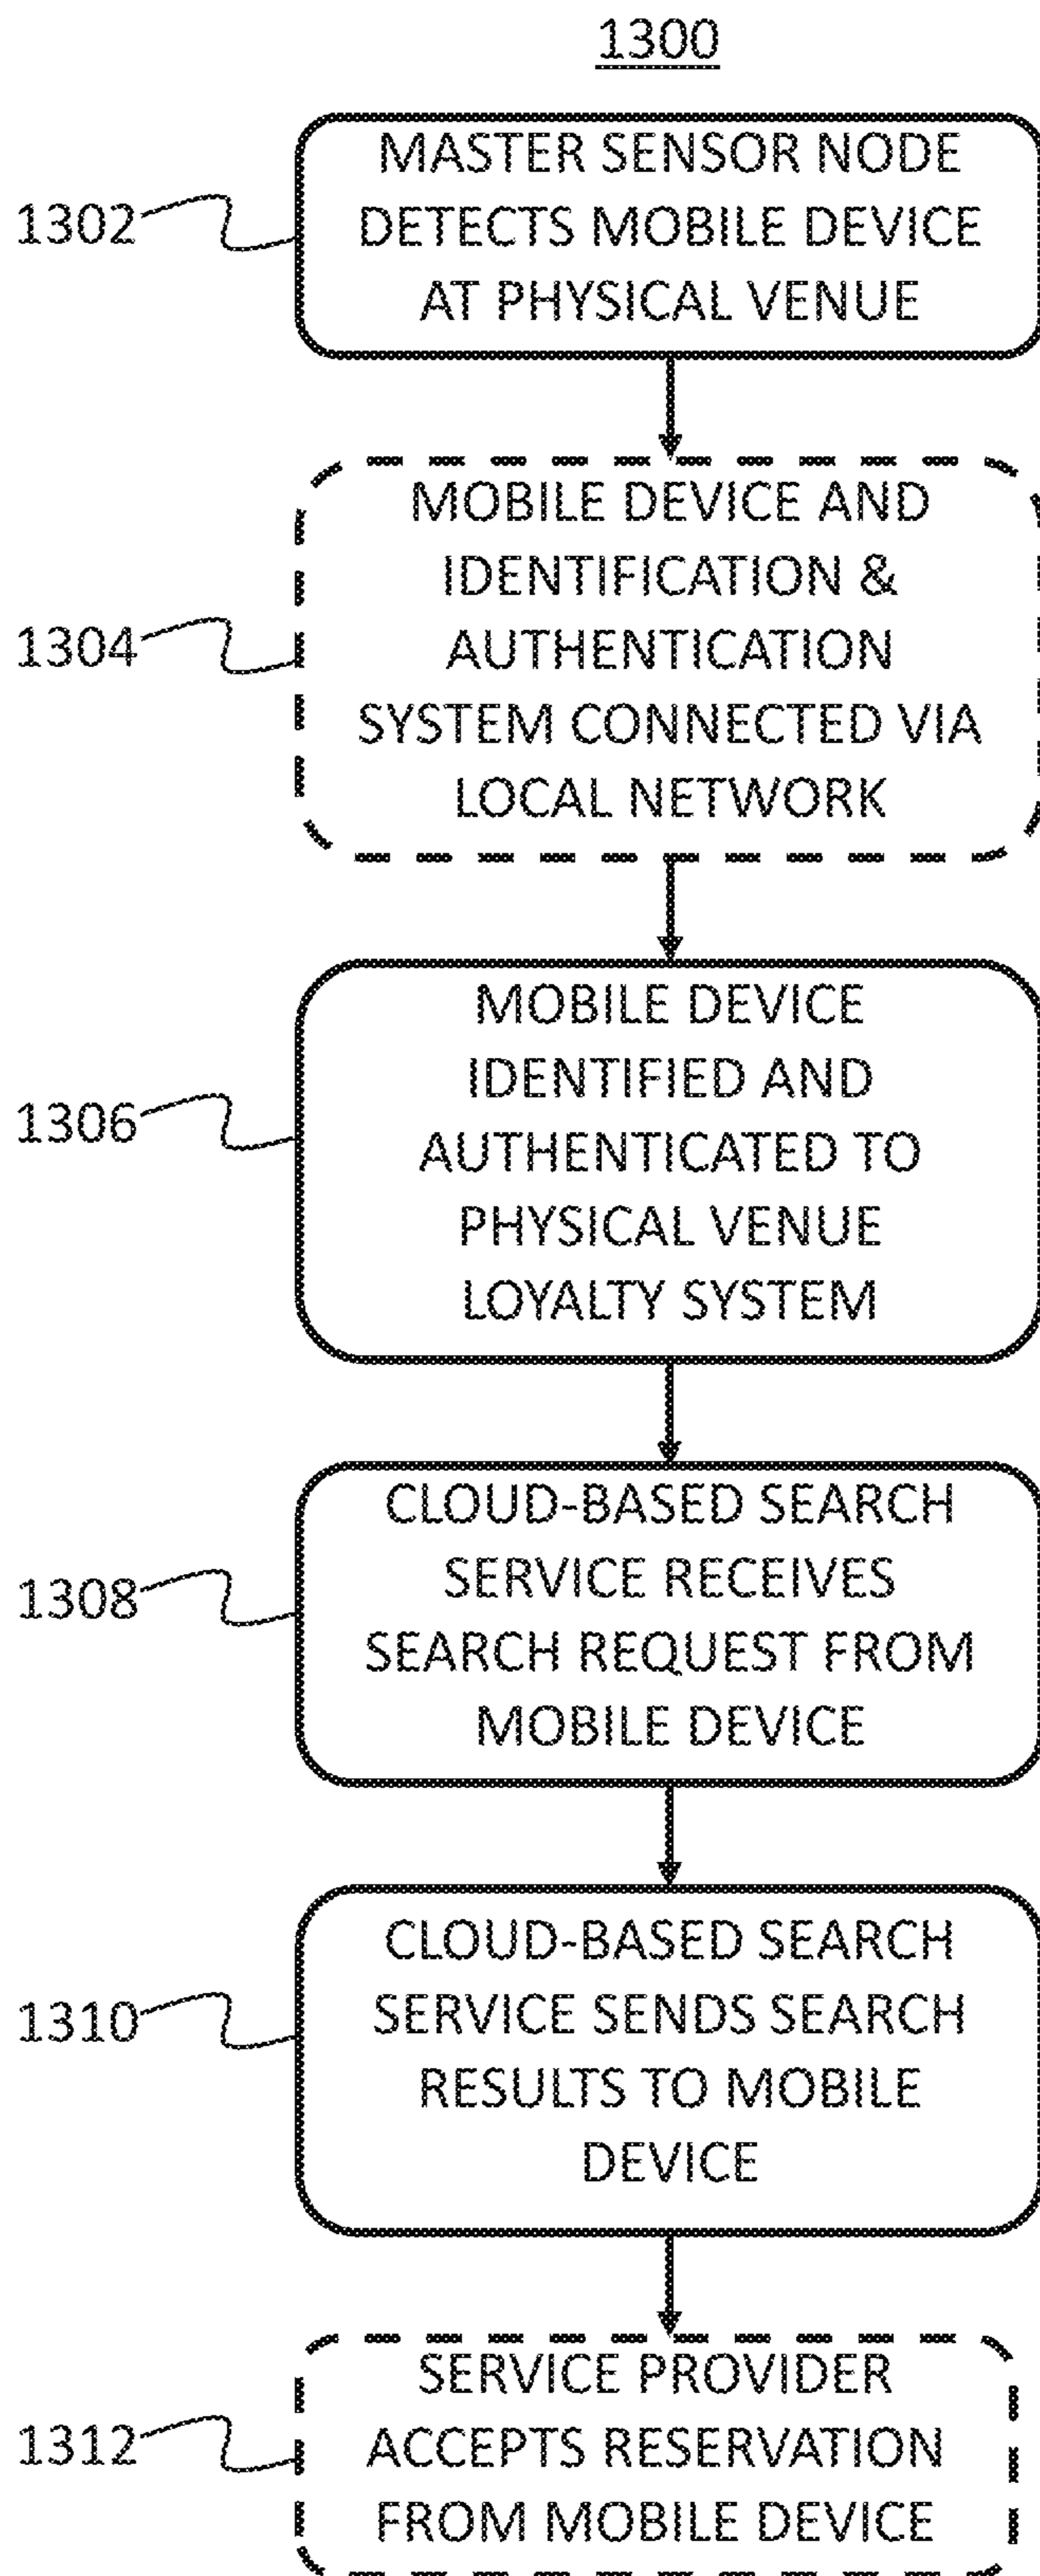 1300
MASTER SENSOR NODE
DETECTS MOBILE DEVICE
AT PHYSICAL VENUE
1302
MOBILE DEVICE AND
IDENTIFICATION &
AUTHENTICATION
SYSTEM CONNECTED VIA
LOCAL NETWORK
1304
MOBILE DEVICE
IDENTIFIED AND
AUTHENTICATED TO
PHYSICAL VENUE
LOYALTY SYSTEM
1306
CLOUD-BASED SEARCH
SERVICE RECEIVES
SEARCH REQUEST FROM
MOBILE DEVICE
1308
CLOUD-BASED SEARCH
SERVICE SENDS SEARCH
RESULTS TO MOBILE
DEVICE
1310
SERVICE PROVIDER
ACCEPTS RESERVATION
FROM MOBILE DEVICE
1312